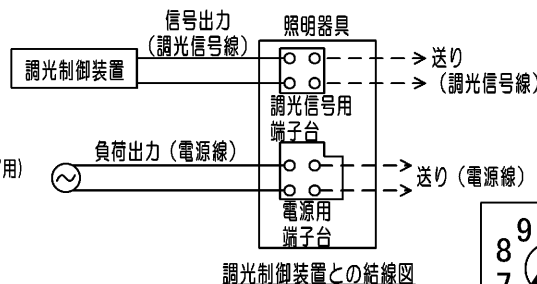 信号出力
(調光信号線)
照明器具
調光制御装置
送り
(調光信号線)
調光信号用
端子台
負荷出力 (電源線)
用)
送り (電源線)
電源用
端子台
調光制御装置との結線図
9
8
7